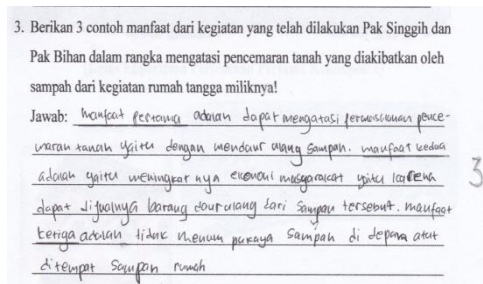 3. Berikan 3 contoh manfaat dari kegiatan yang telah dilakukan Pak Singgih dan
Pak Bihan dalam rangka mengatasi pencemaran tanah yang diakibatkan oleh
sampah dari kegiatan rumah tangga miliknya!
Jawab: manfaat pertama adalah dapat mengatasi permasalahan pence-
maran tanah yaitu dengan mendaur ulang sampah. manfaat kedua
adalah yaitu meningkatnya ekonomi masyarakat yaitu karena
dapat dijualnya barang daur ulang dari sampah tersebut. manfaat
ketiga adalah tidak sampah di
ditempat sampah rumah
3